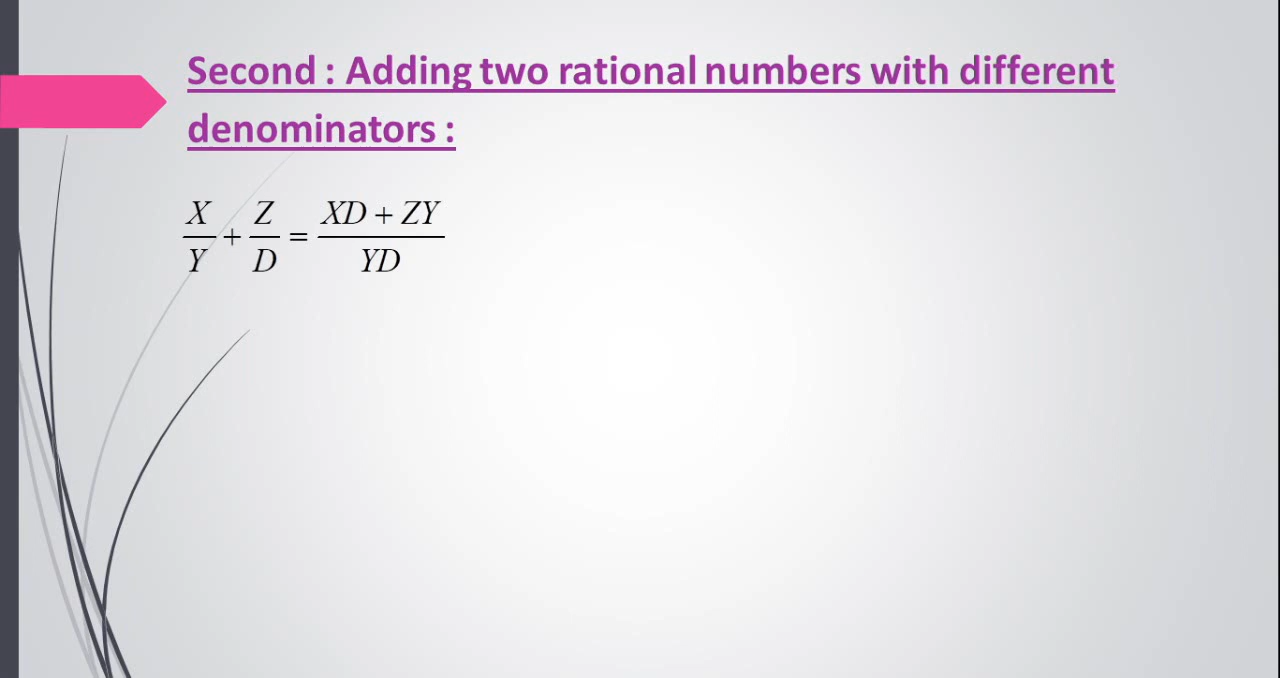 Second : Adding two rational numbers with different
denominators :
X/Y + Z/D = (XD + ZY)/YD